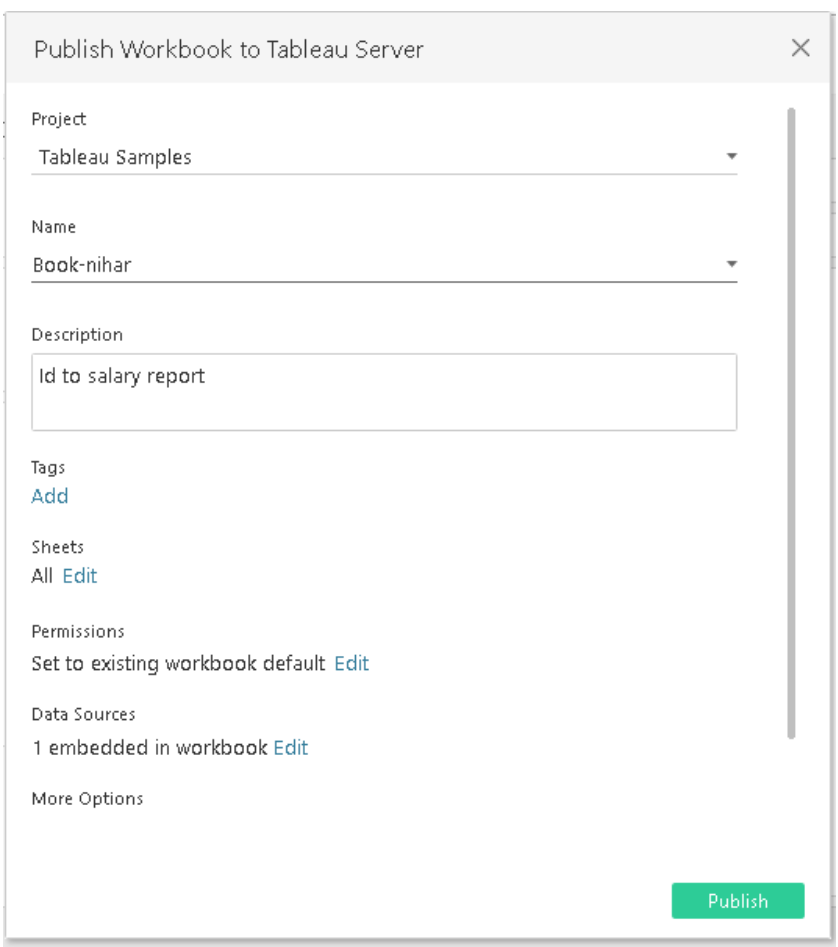 Publish Workbook to Tableau Server
Project
Tableau Samples
Name
Book-nihar
Description
Id to salary report
Tags
Add
Sheets
All Edit
Permissions
Set to existing workbook default Edit
Data Sources
1 embedded in workbook Edit
More Options
Publish